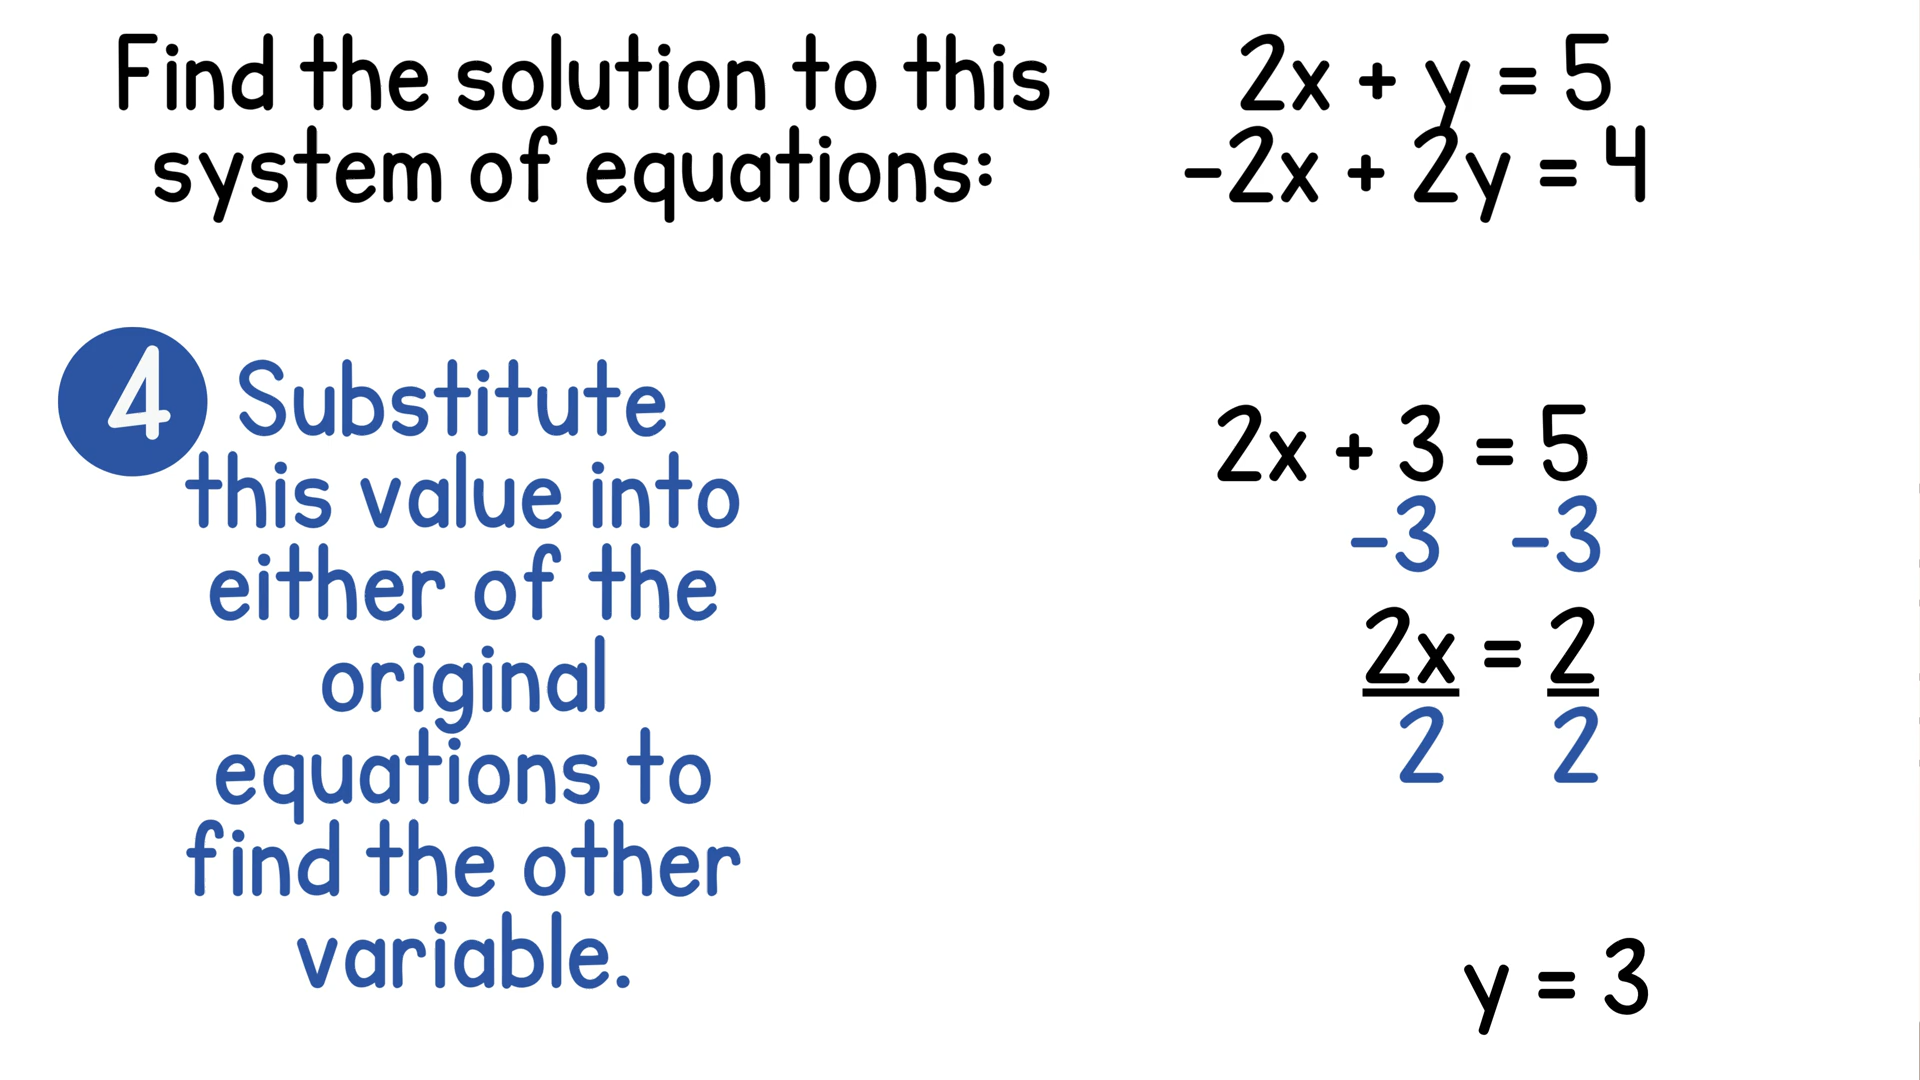 Find the solution to this
system of equations:
2x + y = 5
-2x + 2y = 4
4
Substitute
this value into
either of the
original
equations to
find the other
variable.
2x + 3 = 5
-3 -3
2x = 2
2 2
y = 3